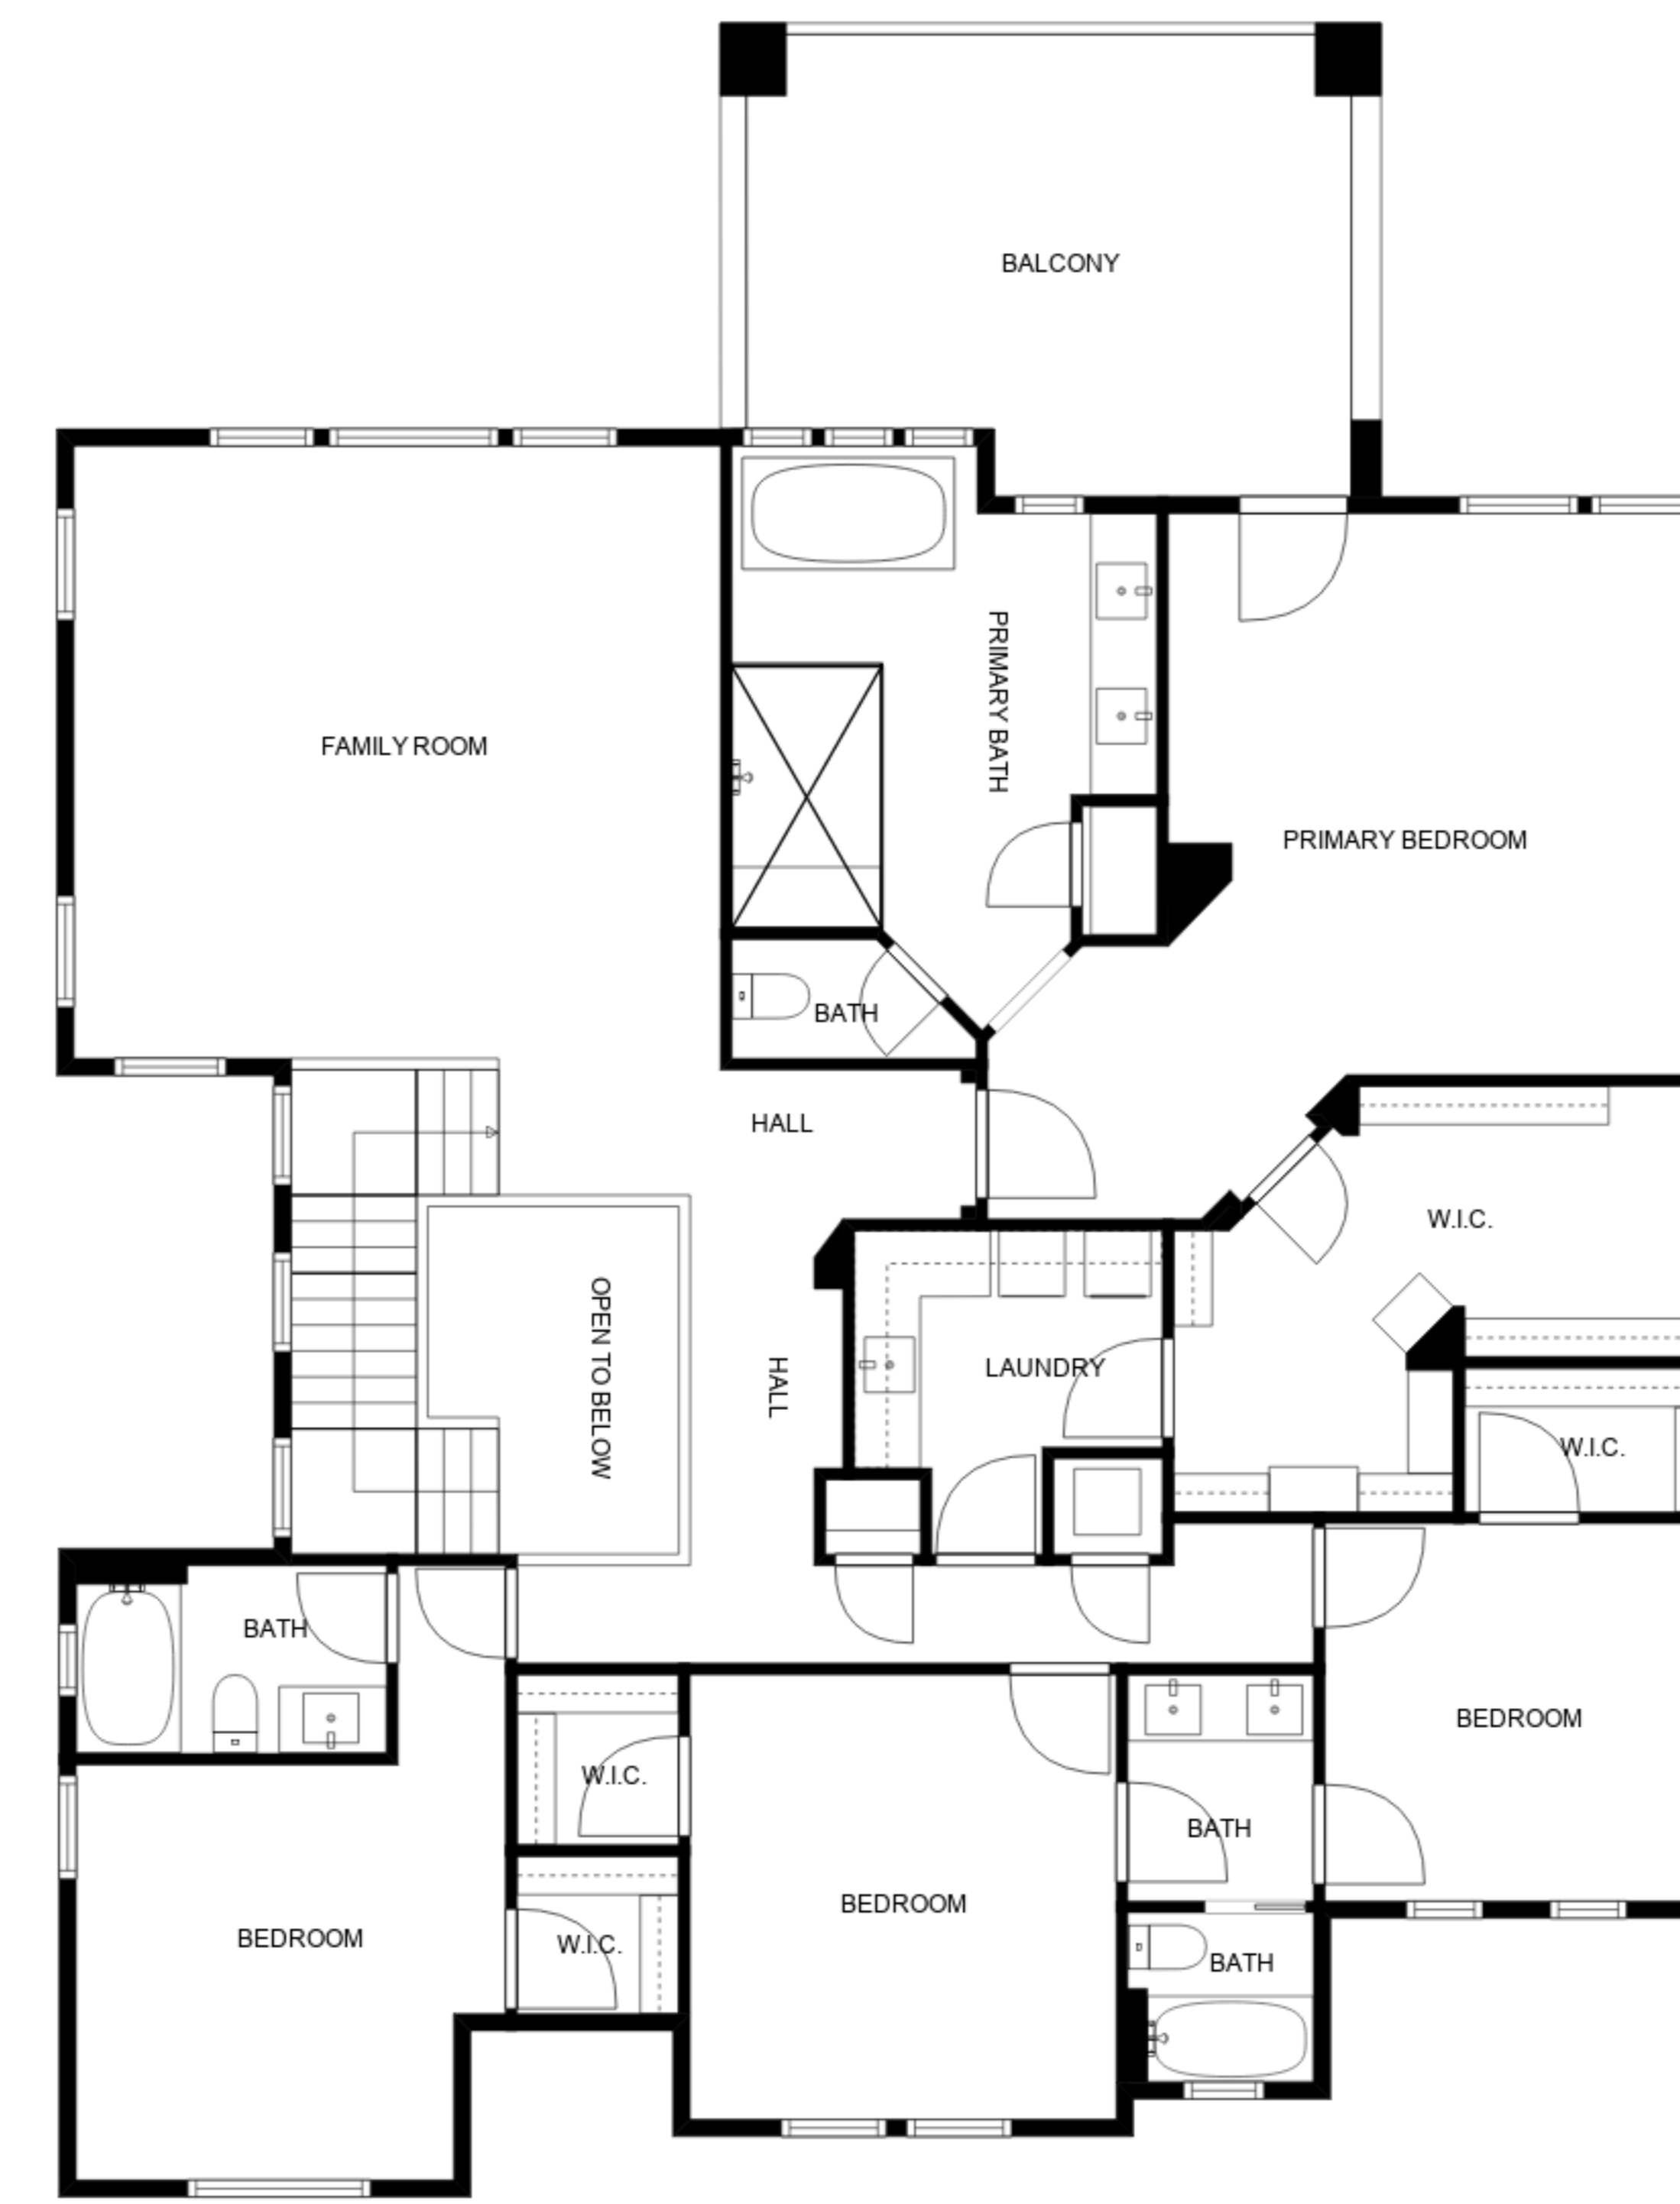 BALCONY
FAMILY ROOM
PRIMARY BATH
PRIMARY BEDROOM
BATH
HALL
W.I.C.
OPEN TO BELOW
HALL
LAUNDRY
W.I.C.
BATH
BEDROOM
W.I.C.
BATH
BEDROOM
BEDROOM
W.I.C.
BATH